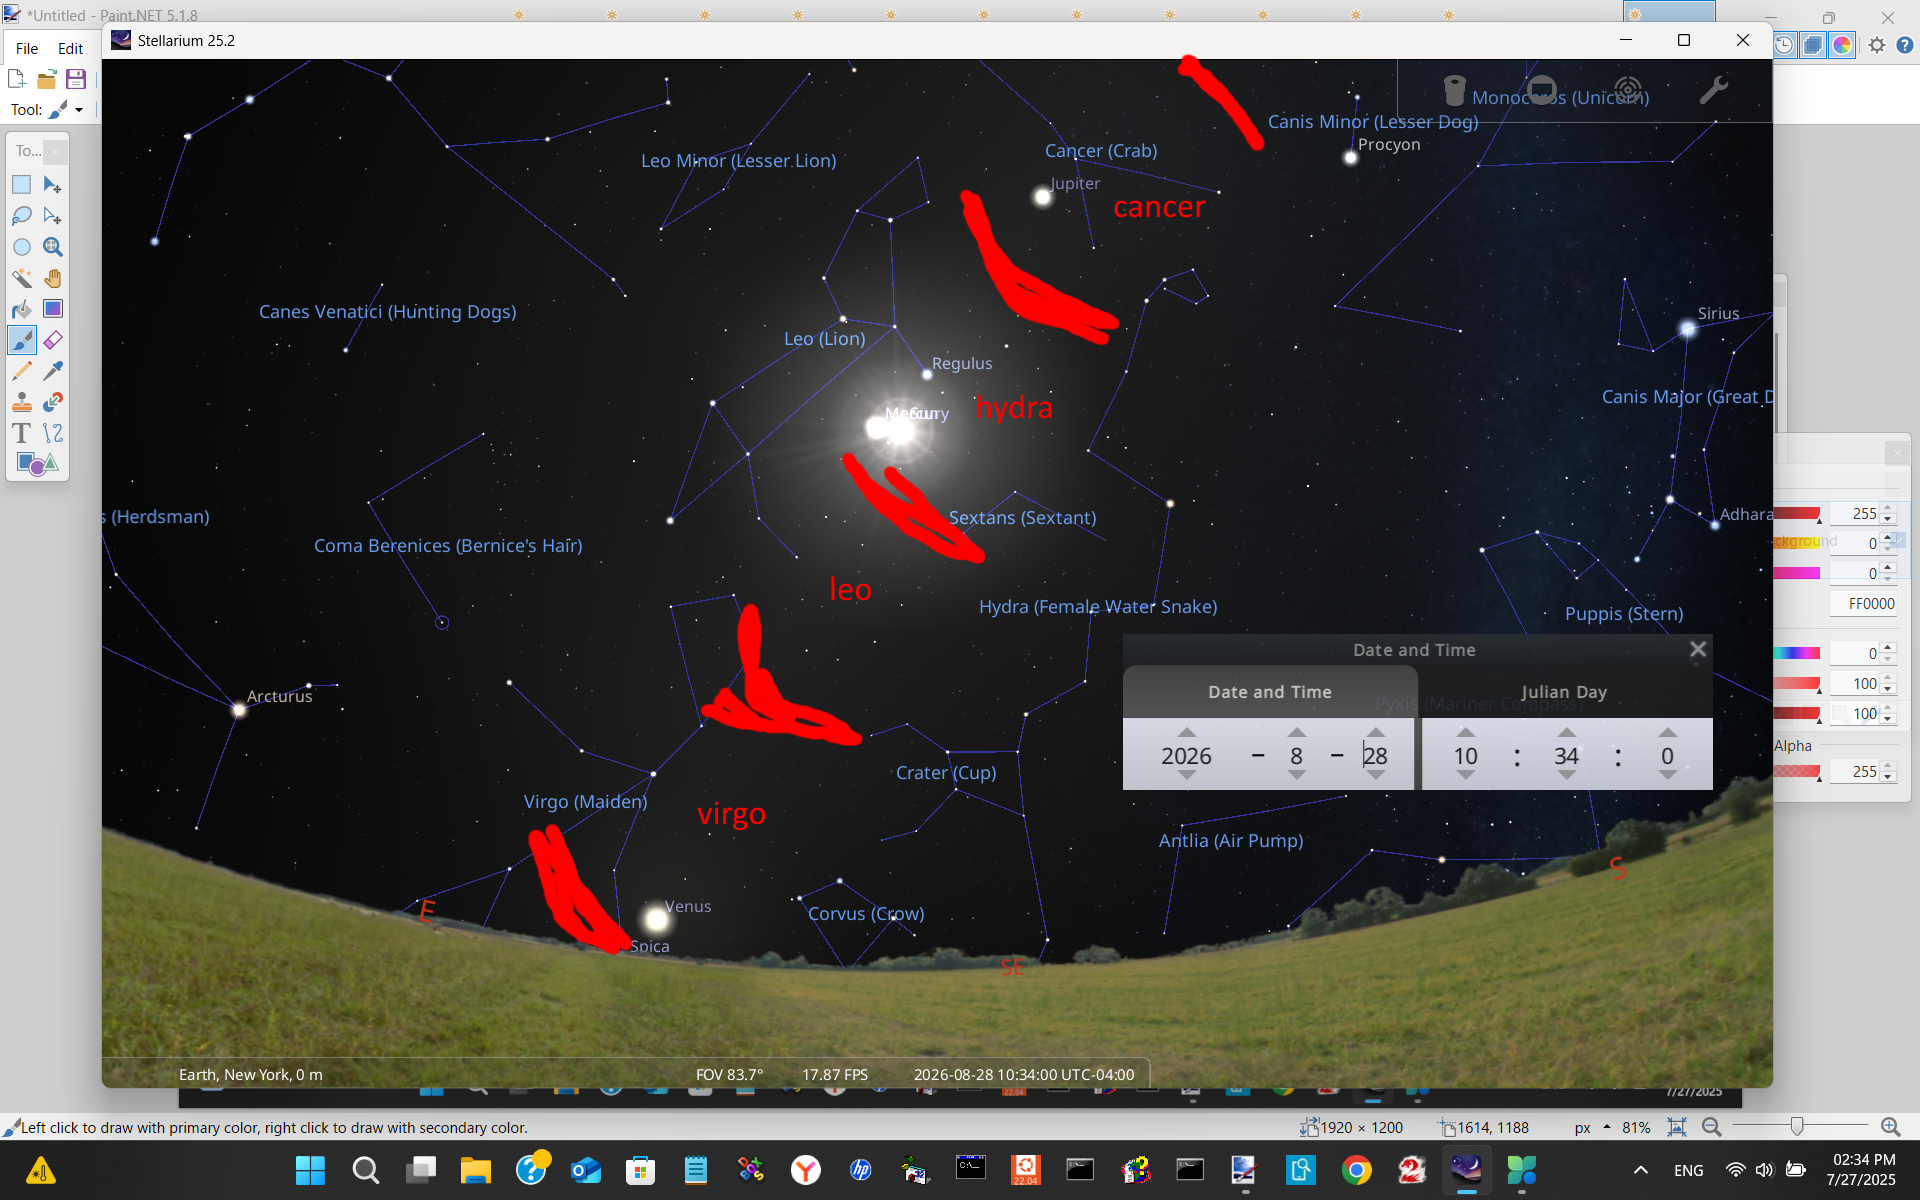 *Untitled - Paint.NET 5.1.8
Stellarium 25.2
File Edit
Tool:
To...
Monoceros (Unicorn)
Canis Minor (Lesser Dog)
Procyon
Cancer (Crab)
Leo Minor (Lesser Lion)
Jupiter
cancer
Canes Venatici (Hunting Dogs)
Sirius
Leo (Lion)
Regulus
Canis Major (Great D
hydra
Mercury
Sun
s (Herdsman)
Sextans (Sextant)
Adhara
255
ckground
0
Coma Berenices (Bernice's Hair)
0
leo
Hydra (Female Water Snake)
FF0000
Puppis (Stern)
Date and Time
0
Arcturus
Date and Time
Julian Day
100
Pyxis (Mariner Compass)
100
2026 - 8 - 28 10 : 34 : 0
Alpha
255
Crater (Cup)
Virgo (Maiden)
virgo
Antlia (Air Pump)
S
E
Venus
Corvus (Crow)
Spica
SE
Earth, New York, 0 m
FOV 83.7°
17.87 FPS
2026-08-28 10:34:00 UTC-04:00
22.04
7/27/2025
Left click to draw with primary color, right click to draw with secondary color.
1920 × 1200
1614, 1188
px
81%
22.04
ENG
02:34 PM
7/27/2025